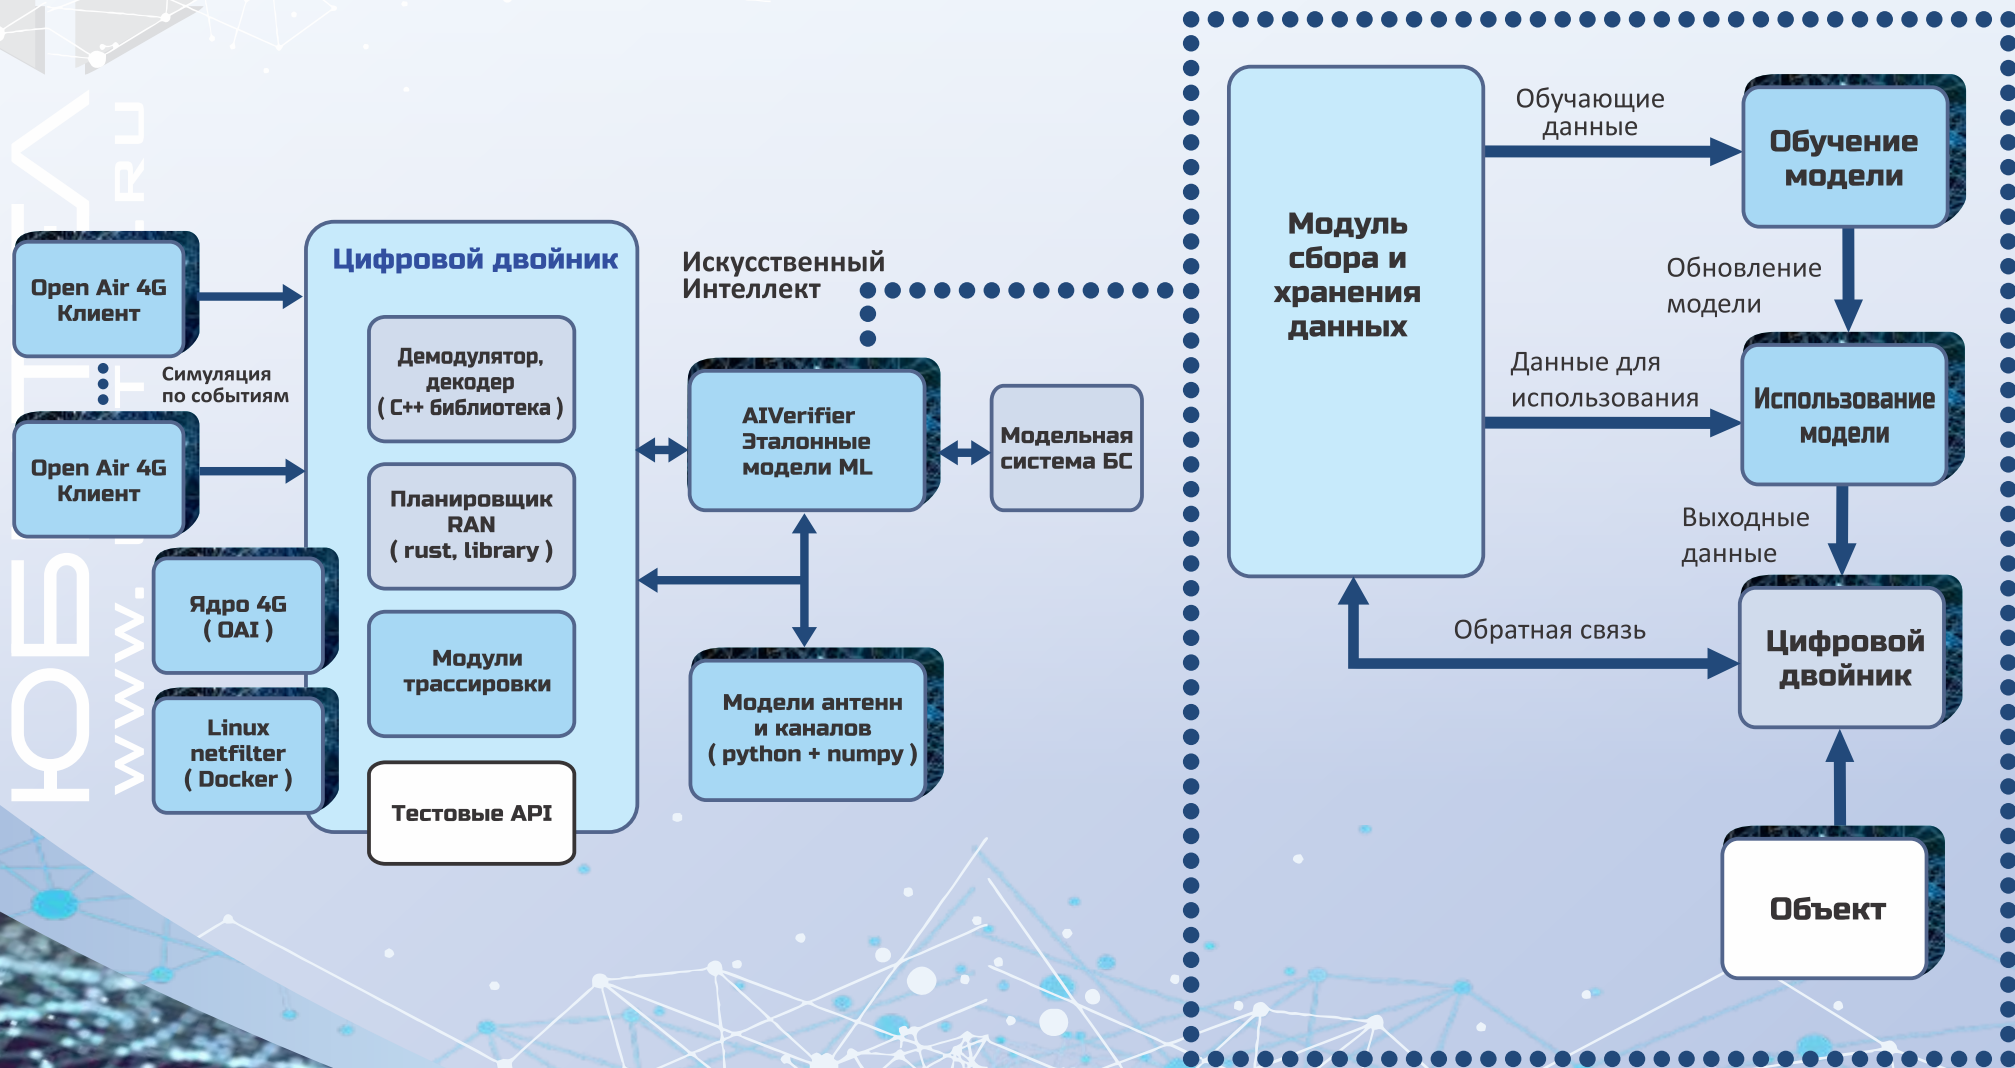 Open Air 4G
Клиент
Симуляция
по событиям
Open Air 4G
Клиент
Ядро 4G
( OAI )
Linux
netfilter
( Docker )
Цифровой двойник
Демодулятор,
декодер
( C++ библиотека )
Планировщик
RAN
( rust, library )
Модули
трассировки
Тестовые API
Искусственный
Интеллект
AIVerifier
Эталонные
модели ML
Модельная
система БС
Модели антенн
и каналов
( python + numpy )
Модуль
сбора и
хранения
данных
Обучающие
данные
Обучение
модели
Обновление
модели
Данные для
использования
Использование
модели
Выходные
данные
Обратная связь
Цифровой
двойник
Объект